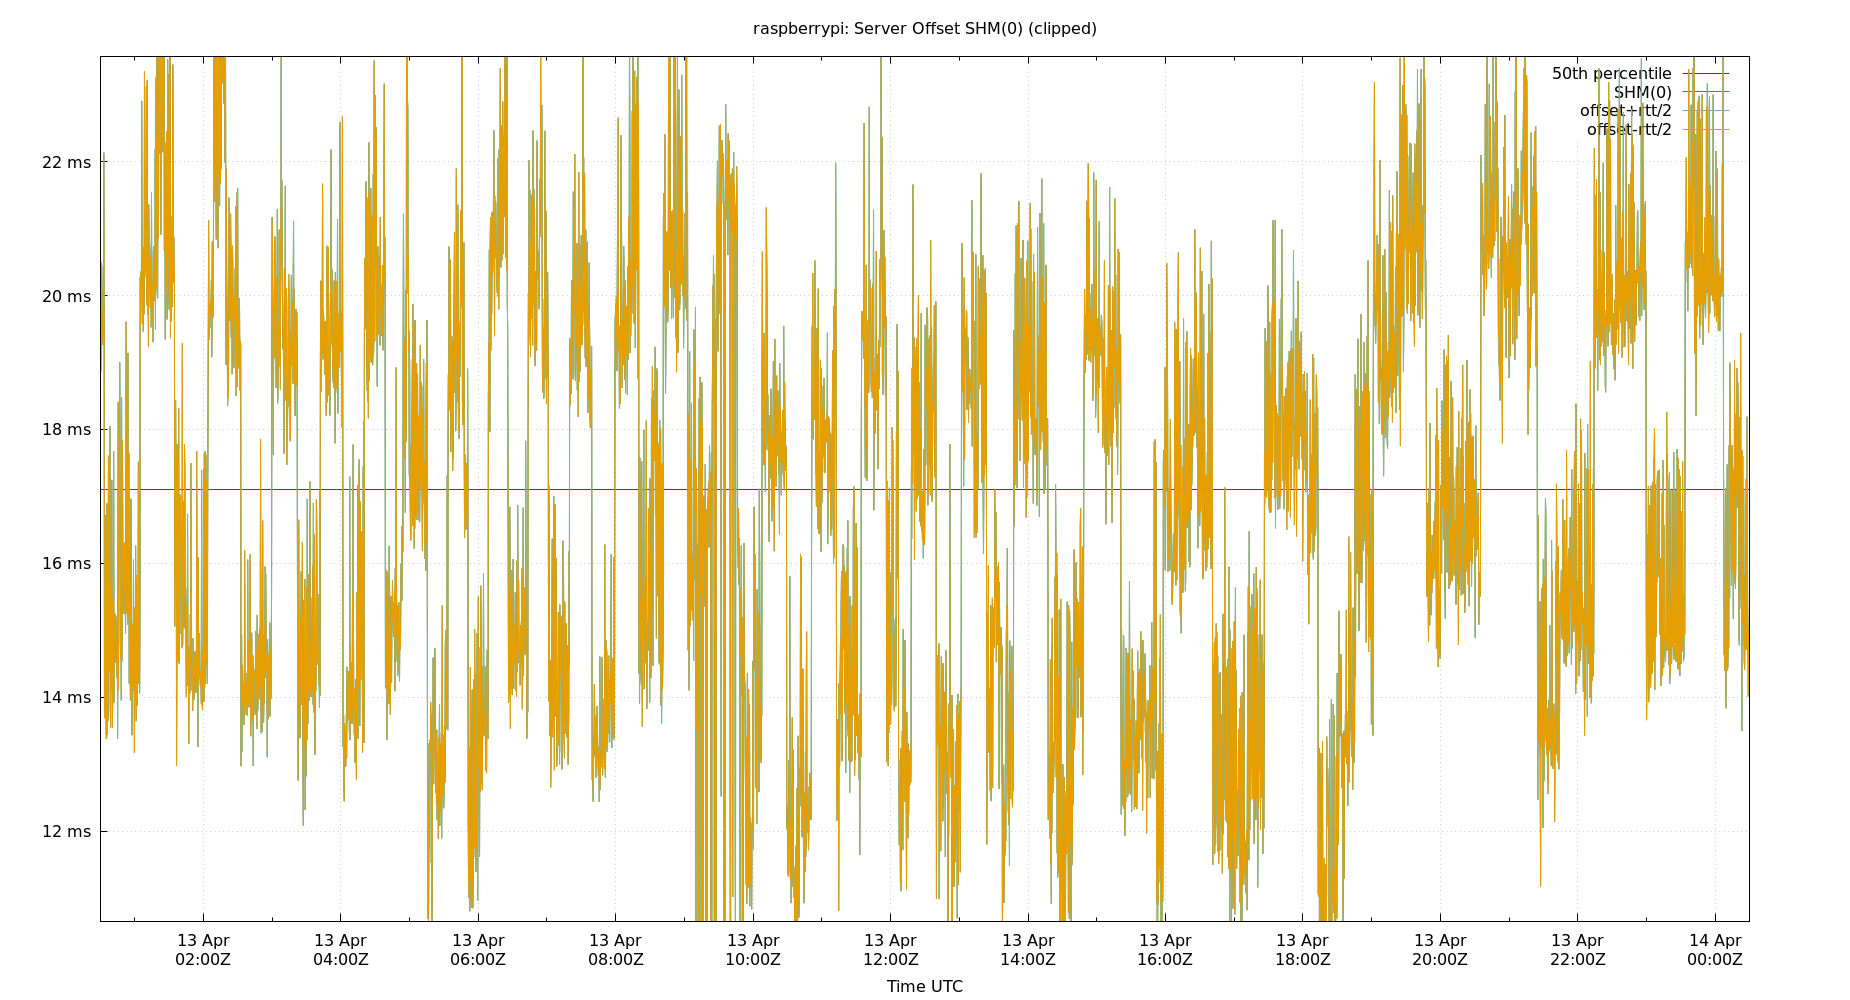 raspberrypi: Server Offset SHM(0) (clipped)
50th percentile
SHM(0)
offset+rtt/2
offset-rtt/2
22 ms
20 ms
18 ms
16 ms
14 ms
12 ms
13 Apr 13 Apr 13 Apr 13 Apr 13 Apr 13 Apr 13 Apr 13 Apr 13 Apr 13 Apr 13 Apr 14 Apr
02:00Z 04:00Z 06:00Z 08:00Z 10:00Z 12:00Z 14:00Z 16:00Z 18:00Z 20:00Z 22:00Z 00:00Z
Time UTC